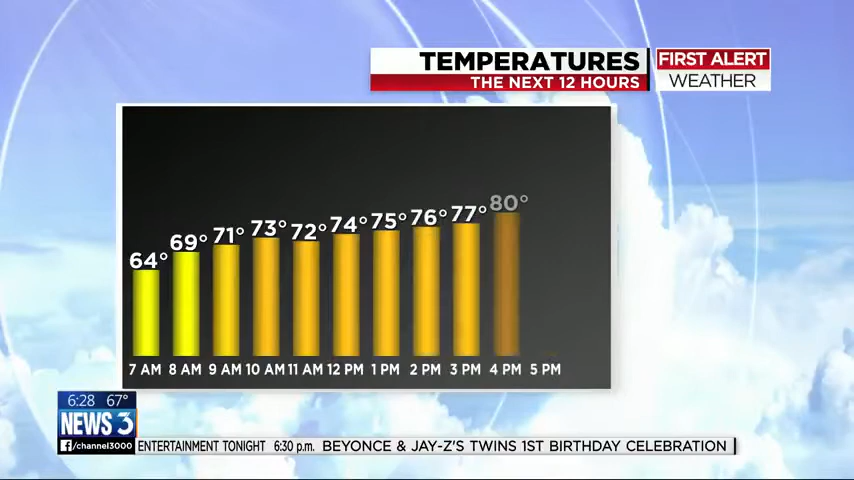 TEMPERATURES
THE NEXT 12 HOURS
FIRST ALERT
WEATHER
64° 69° 71° 73° 72° 74° 75° 76° 77° 80°
7 AM 8 AM 9 AM 10 AM 11 AM 12 PM 1 PM 2 PM 3 PM 4 PM 5 PM
6:28 67°
NEWS 3
f/channel3000
ENTERTAINMENT TONIGHT 6:30 p.m. BEYONCE & JAY-Z'S TWINS 1ST BIRTHDAY CELEBRATION